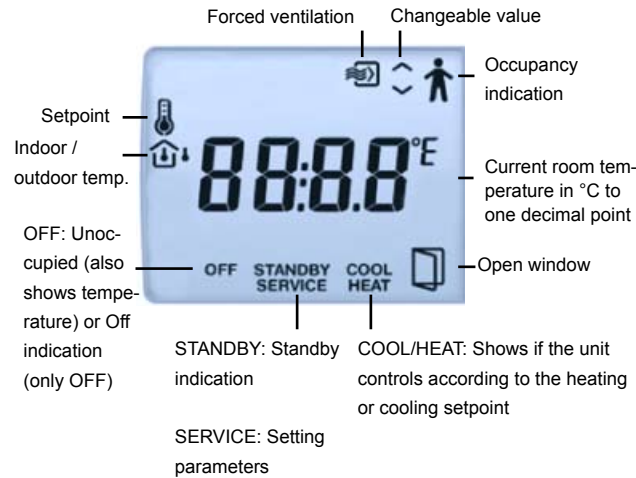 Forced ventilation
Changeable value
Occupancy
indication
Setpoint
Indoor /
outdoor temp.
88:8.8
°E
Current room tem-
perature in °C to
one decimal point
OFF: Unoc-
cupied (also
shows tempe-
rature) or Off
indication
(only OFF)
OFF
STANDBY
SERVICE
COOL
HEAT
Open window
STANDBY: Standby
indication
SERVICE: Setting
parameters
COOL/HEAT: Shows if the unit
controls according to the heating
or cooling setpoint